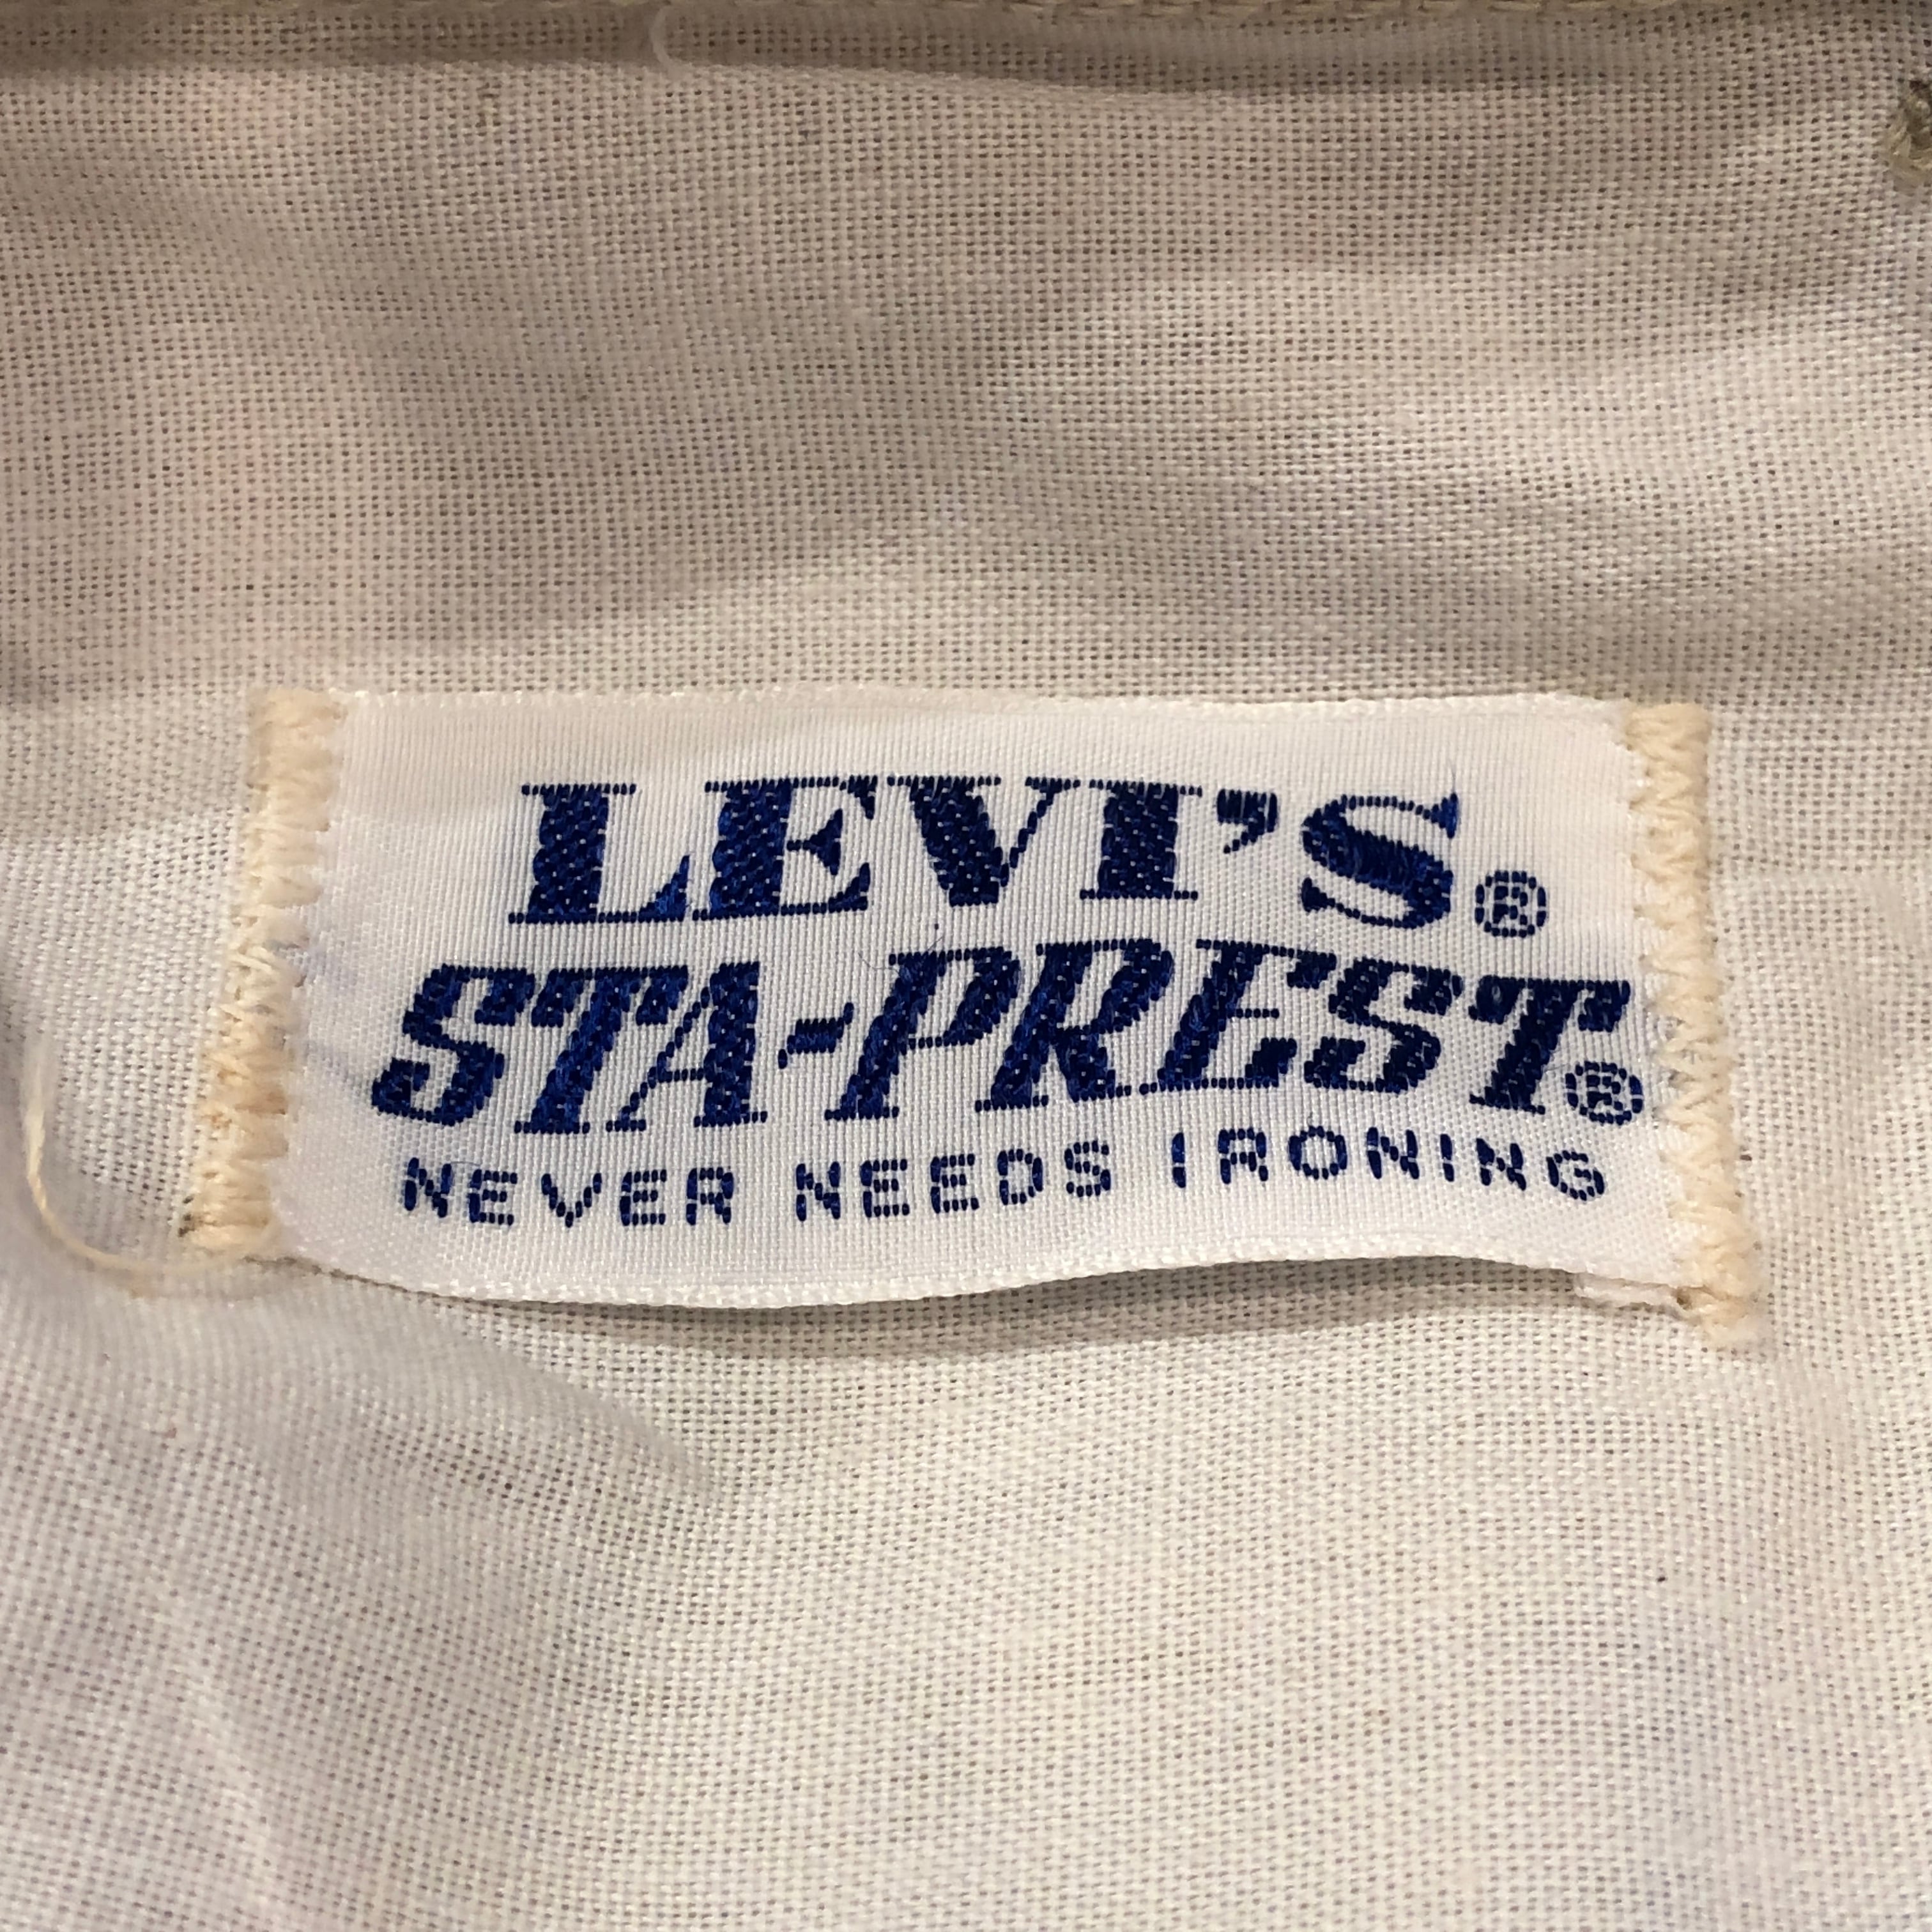 LEVI'S®
STA-PREST®
NEVER NEEDS IRONING